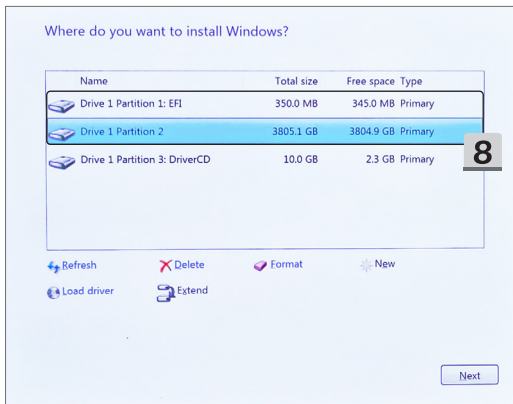 Where do you want to install Windows?
Name Total size Free space Type
Drive 1 Partition 1: EFI 350.0 MB 345.0 MB Primary
Drive 1 Partition 2 3805.1 GB 3804.9 GB Primary
Drive 1 Partition 3: DriverCD 10.0 GB 2.3 GB Primary
8
Refresh Delete Format New
Load driver Extend
Next